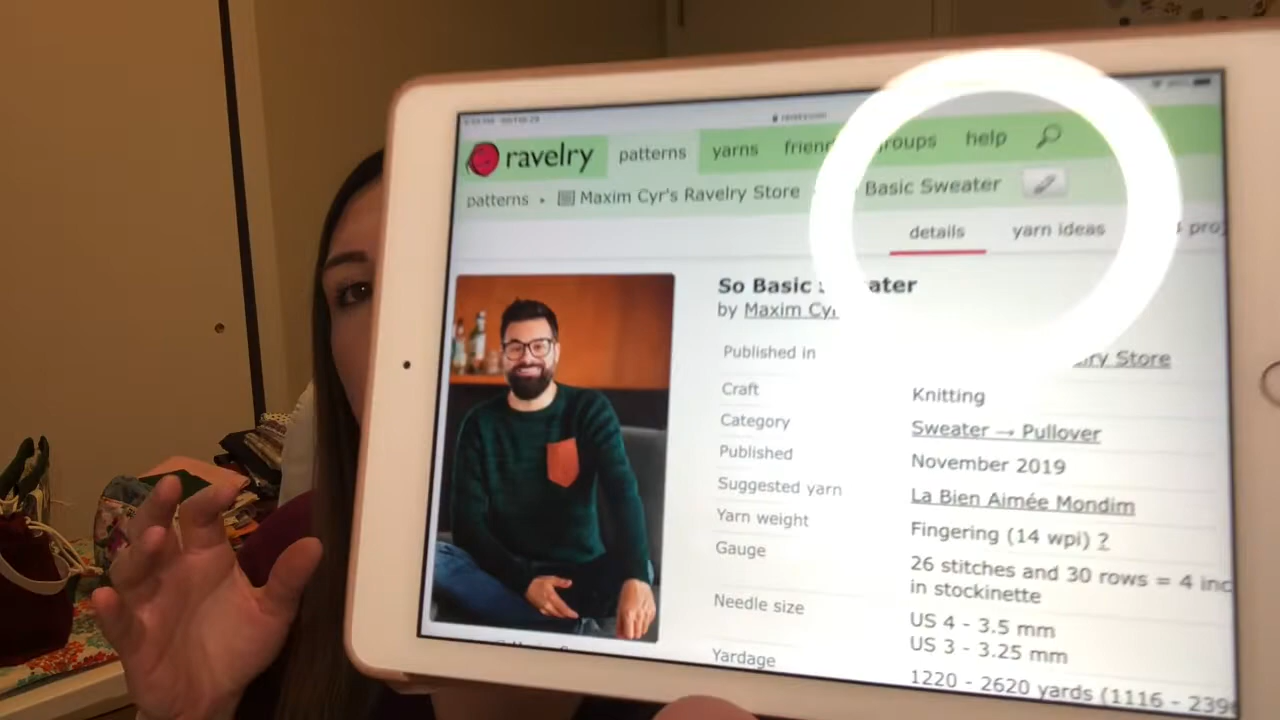 ravelry patterns yarns groups help
patterns Maxim Cyr's Ravelry Store Basic Sweater
details yarn ideas
So Basic
by Maxim
Published in Store
Craft Knitting
Category Sweater → Pullover
Published November 2019
Suggested yarn La Bien Aimée Mondim
Yarn weight Fingering (14 wpi) ?
Gauge 26 stitches and 30 rows = 4
in stockinette
Needle size US 4 - 3.5 mm
US 3 - 3.25 mm
Yardage 1220 - 2620 yards (1116 -